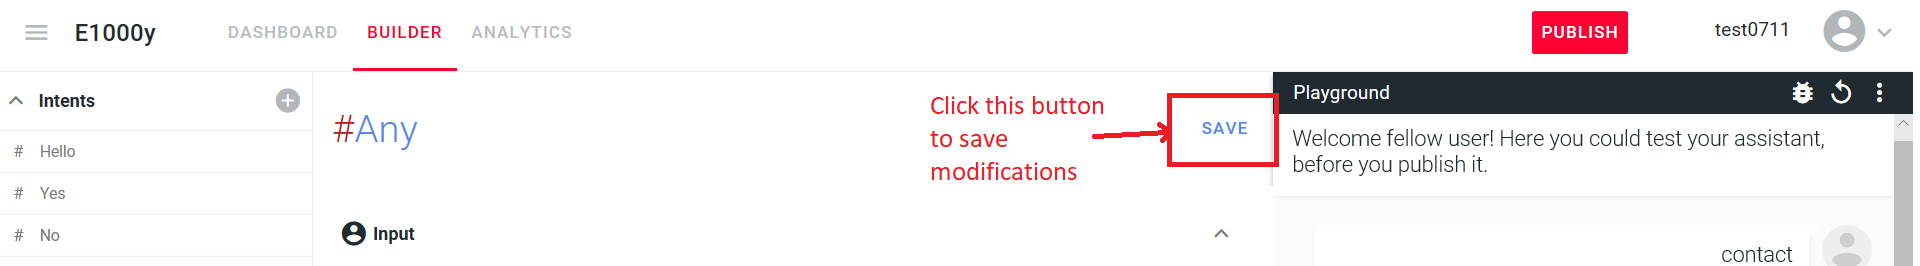 E1000y DASHBOARD BUILDER ANALYTICS PUBLISH test0711
Intents
# Hello
# Yes
# No
#Any
Click this button
to save
modifications
SAVE
Input
Playground
Welcome fellow user! Here you could test your assistant,
before you publish it.
contact